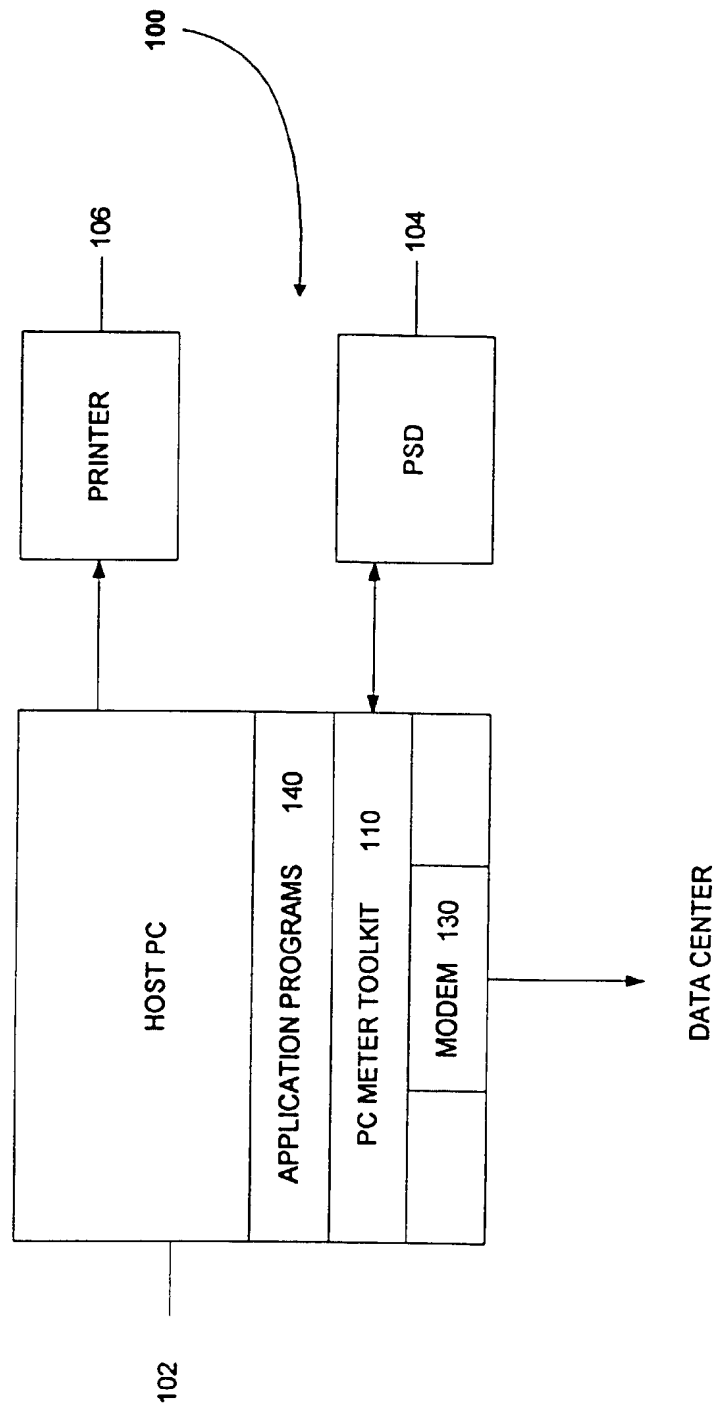 100
106
PRINTER
104
PSD
HOST PC
APPLICATION PROGRAMS 140
PC METER TOOLKIT 110
MODEM 130
102
DATA CENTER